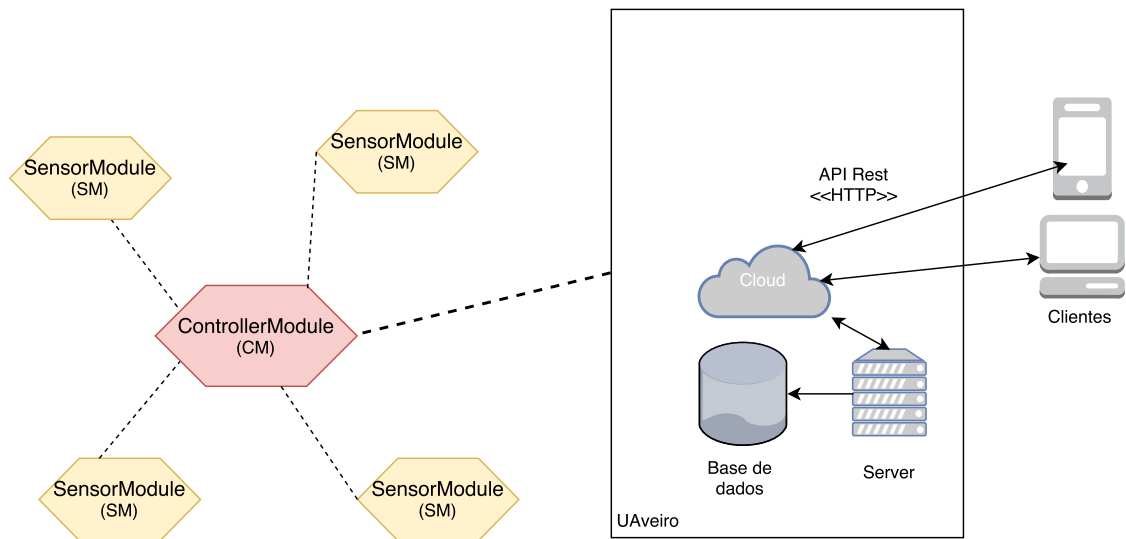 SensorModule
(SM)
SensorModule
(SM)
ControllerModule
(CM)
SensorModule
(SM)
SensorModule
(SM)
API Rest
<<HTTP>>
Cloud
Clientes
Base de
dados
Server
UAveiro